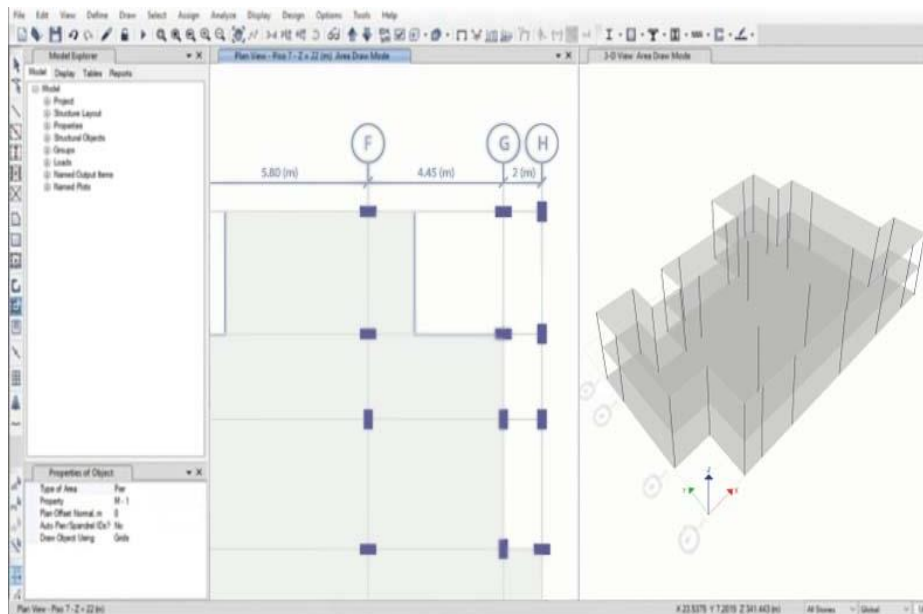 File Edit View Define Draw Select Assign Analyze Display Design Options Tools Help
Model Explorer
Plan View - Piso 7 - Z = 22 (m) Area Draw Mode
3-D View Area Draw Mode
Model Display Tables Reports
Model
Project
Structure Layout
Properties
Structural Objects
Groups
Loads
Named Output Items
Named Plots
F
G
H
5.80 (m)
4.45 (m)
2 (m)
Z
Y
X
Properties of Object
Type of Area Pier
Property M - 1
Plan Offset Normal, m 0
Auto Pier/Spandrel IDs? No
Draw Object Using Grids
Plan View - Piso 7 - Z = 22 (m)
All Stories
Global